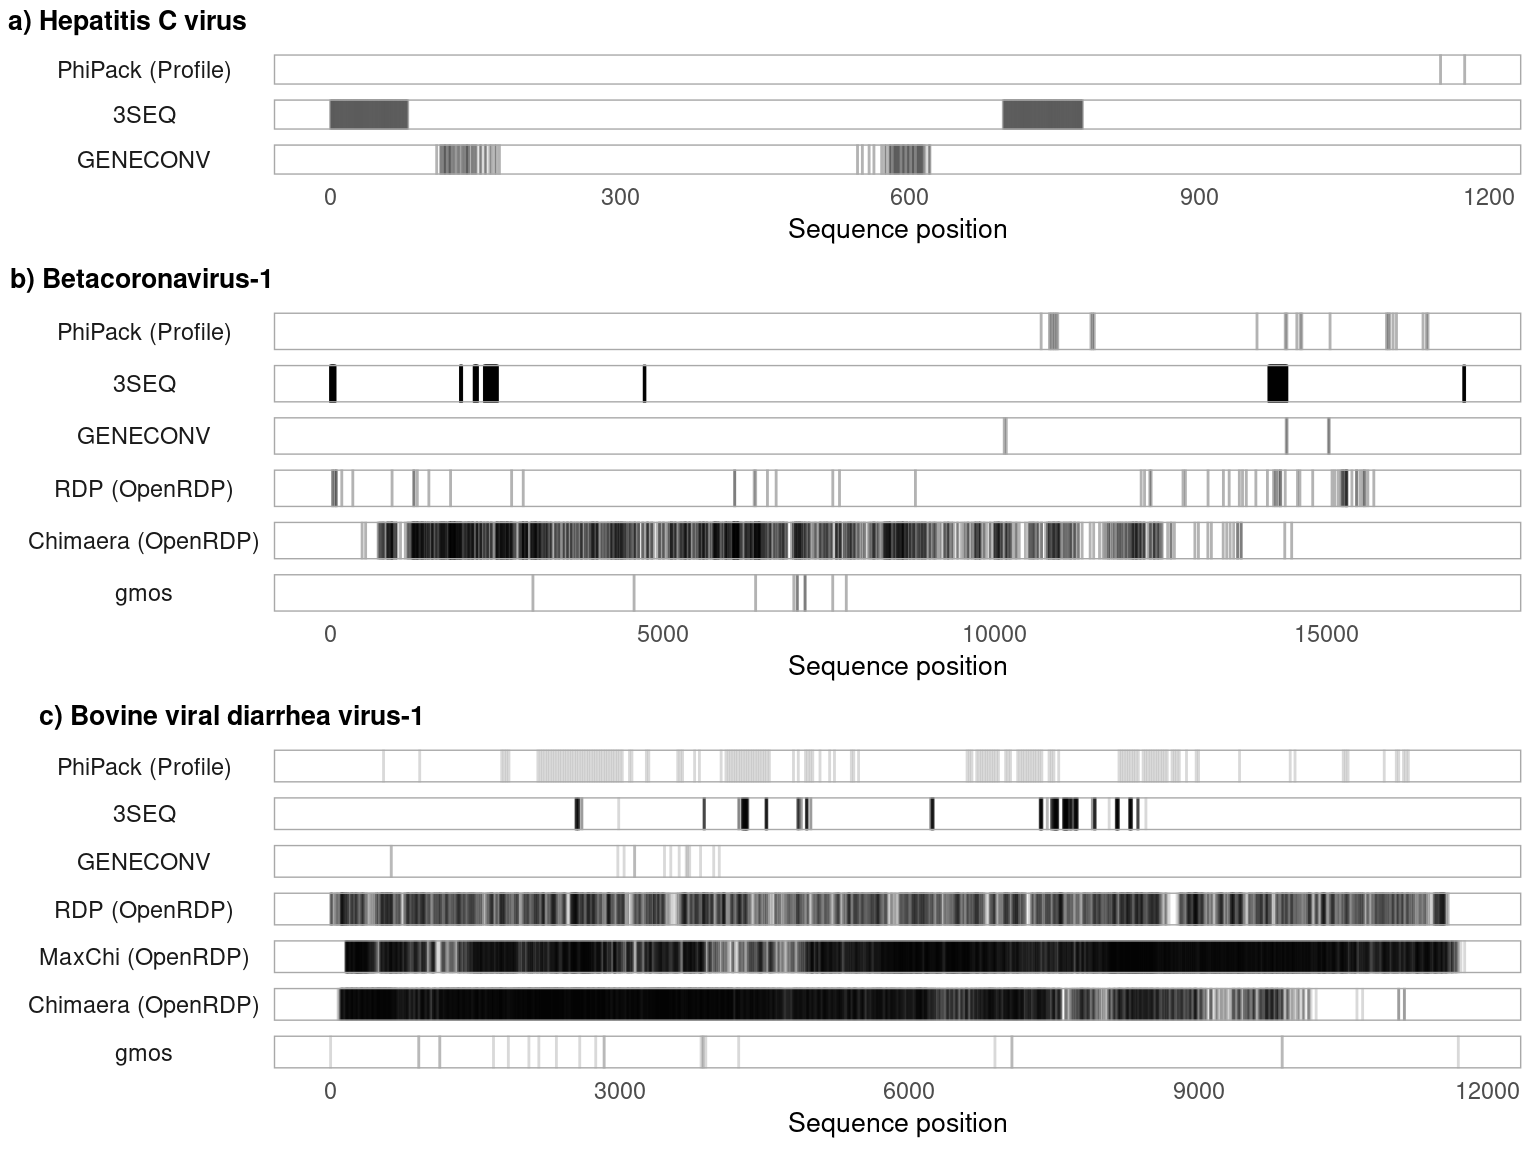 a) Hepatitis C virus
PhiPack (Profile)
3SEQ
GENECONV
0 300 600 900 1200
Sequence position
b) Betacoronavirus-1
PhiPack (Profile)
3SEQ
GENECONV
RDP (OpenRDP)
Chimaera (OpenRDP)
gmos
0 5000 10000 15000
Sequence position
c) Bovine viral diarrhea virus-1
PhiPack (Profile)
3SEQ
GENECONV
RDP (OpenRDP)
MaxChi (OpenRDP)
Chimaera (OpenRDP)
gmos
0 3000 6000 9000 12000
Sequence position